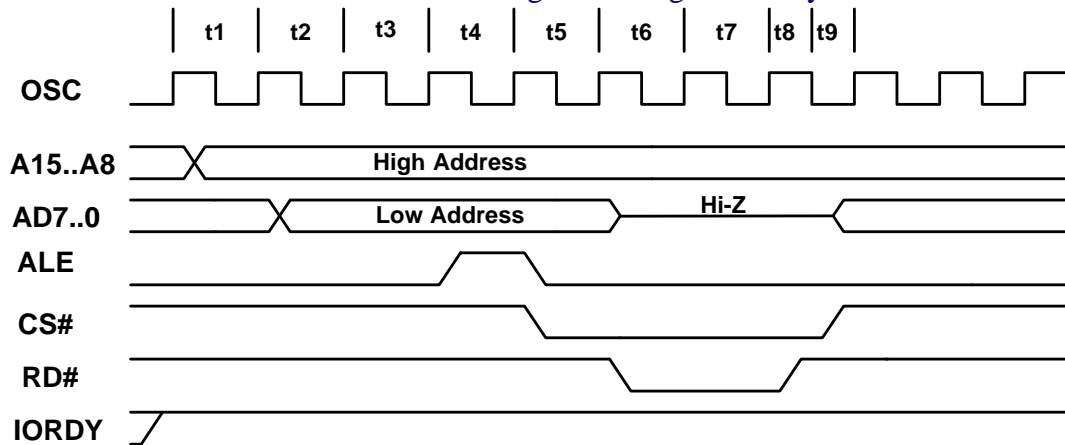 t1 t2 t3 t4 t5 t6 t7 t8 t9
OSC
A15..A8 High Address
AD7..0 Low Address Hi-Z
ALE
CS#
RD#
IORDY